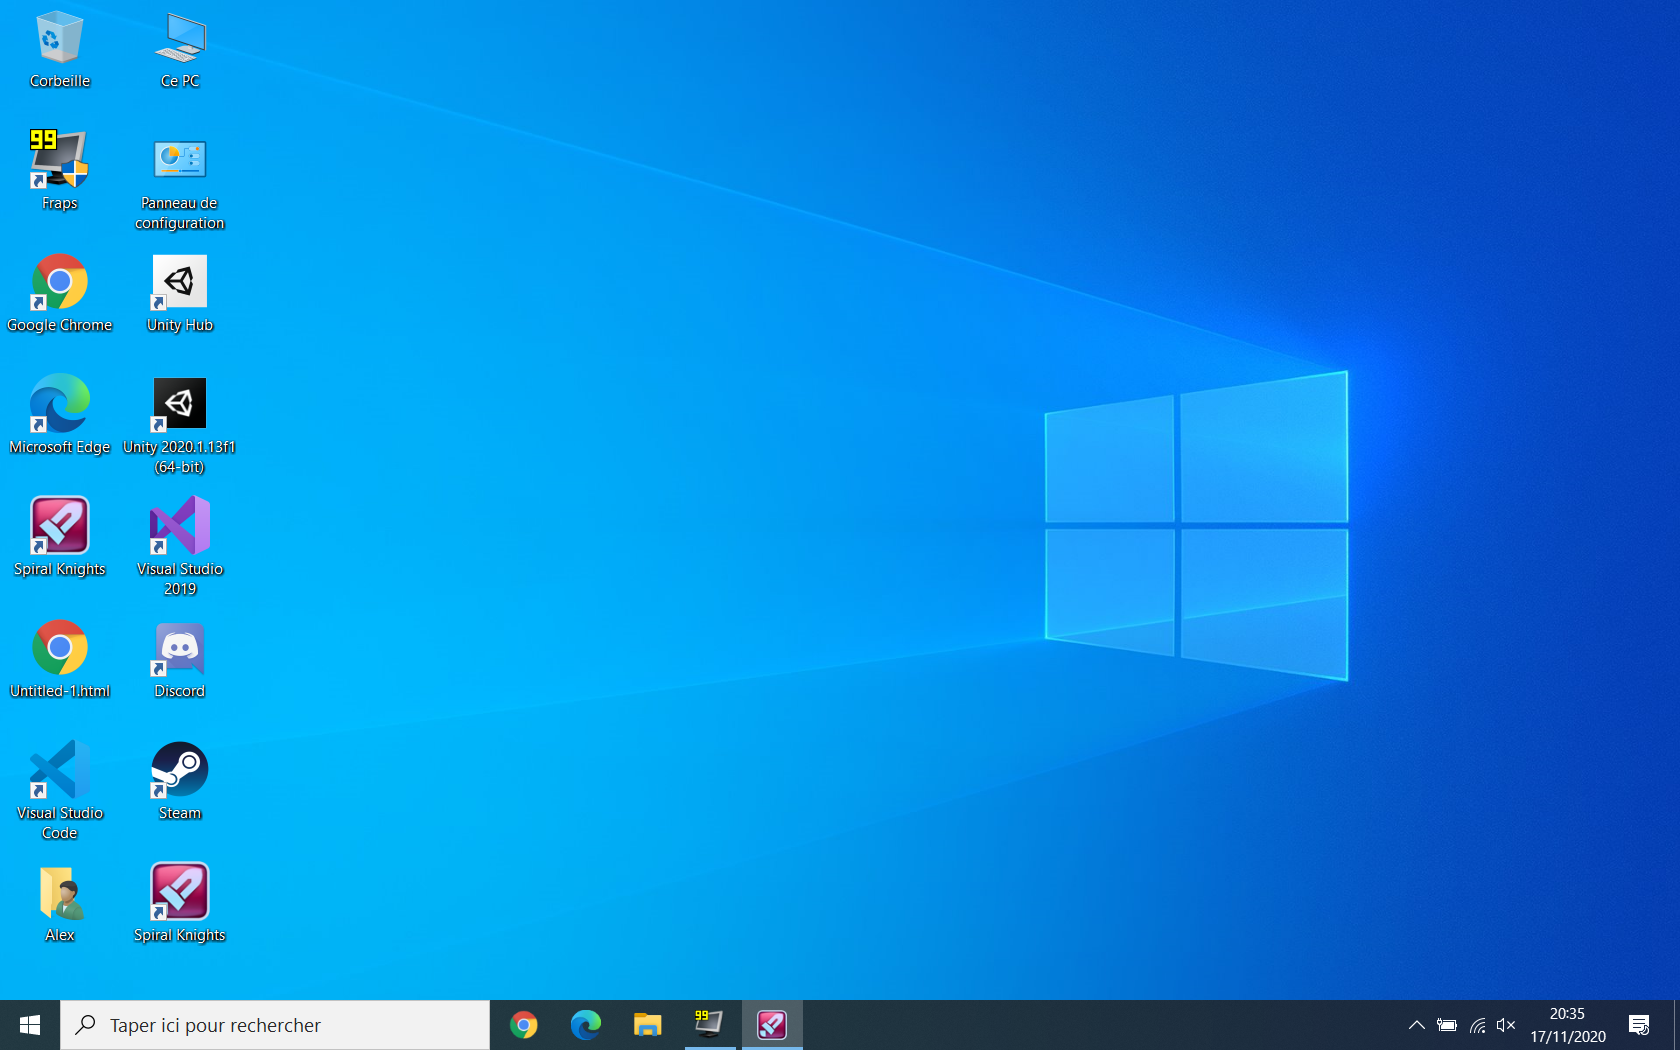 Corbeille
Ce PC
99
Fraps
Panneau de
configuration
Google Chrome
Unity Hub
Microsoft Edge
Unity 2020.1.13f1
(64-bit)
Spiral Knights
Visual Studio
2019
Untitled-1.html
Discord
Visual Studio
Code
Steam
Alex
Spiral Knights
Taper ici pour rechercher
99
20:35
17/11/2020